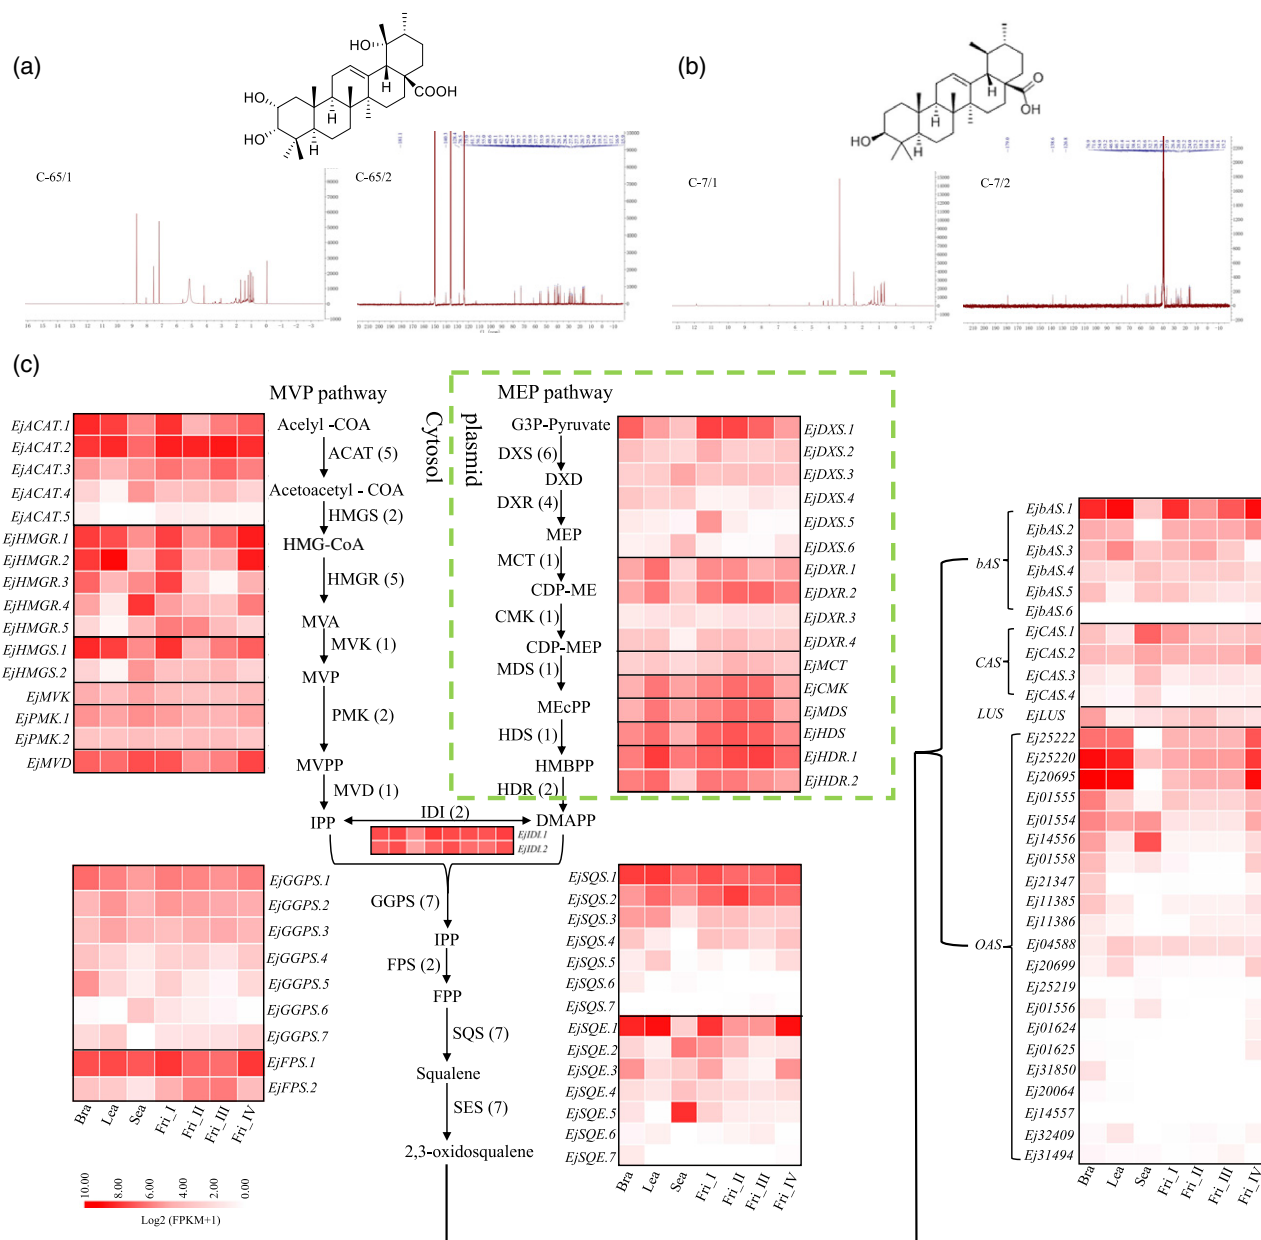 (a)
HO
HO
HO
H
H
H
COOH
C-65/1
C-65/2
(b)
HO
H
H
H
O
OH
C-7/1
C-7/2
(c)
MVP pathway
Acelyl -COA
ACAT (5)
Acetoacetyl - COA
HMGS (2)
HMG-CoA
HMGR (5)
MVA
MVK (1)
MVP
PMK (2)
MVPP
MVD (1)
IPP
Cytosol
plasmid
MEP pathway
G3P-Pyruvate
DXS (6)
DXD
DXR (4)
MEP
MCT (1)
CDP-ME
CMK (1)
CDP-MEP
MDS (1)
MEcPP
HDS (1)
HMBPP
HDR (2)
DMAPP
IDI (2)
EjIDI.1
EjIDI.2
EjACAT.1
EjACAT.2
EjACAT.3
EjACAT.4
EjACAT.5
EjHMGR.1
EjHMGR.2
EjHMGR.3
EjHMGR.4
EjHMGR.5
EjHMGS.1
EjHMGS.2
EjMVK
EjPMK.1
EjPMK.2
EjMVD
EjDXS.1
EjDXS.2
EjDXS.3
EjDXS.4
EjDXS.5
EjDXS.6
EjDXR.1
EjDXR.2
EjDXR.3
EjDXR.4
EjMCT
EjCMK
EjMDS
EjHDS
EjHDR.1
EjHDR.2
GGPS (7)
IPP
FPS (2)
FPP
SQS (7)
Squalene
SES (7)
2,3-oxidosqualene
EjGGPS.1
EjGGPS.2
EjGGPS.3
EjGGPS.4
EjGGPS.5
EjGGPS.6
EjGGPS.7
EjFPS.1
EjFPS.2
Bra Lea Sea Fri_I Fri_II Fri_III Fri_IV
10.00 8.00 6.00 4.00 2.00 0.00
Log2 (FPKM+1)
EjSQS.1
EjSQS.2
EjSQS.3
EjSQS.4
EjSQS.5
EjSQS.6
EjSQS.7
EjSQE.1
EjSQE.2
EjSQE.3
EjSQE.4
EjSQE.5
EjSQE.6
EjSQE.7
Bra Lea Sea Fri_I Fri_II Fri_III Fri_IV
bAS
CAS
LUS
OAS
EjbAS.1
EjbAS.2
EjbAS.3
EjbAS.4
EjbAS.5
EjbAS.6
EjCAS.1
EjCAS.2
EjCAS.3
EjCAS.4
EjLUS
Ej25222
Ej25220
Ej20695
Ej01555
Ej01554
Ej14556
Ej01558
Ej21347
Ej11385
Ej11386
Ej04588
Ej20699
Ej25219
Ej01556
Ej01624
Ej01625
Ej31850
Ej20064
Ej14557
Ej32409
Ej31494
Bra Lea Sea Fri_I Fri_II Fri_III Fri_IV